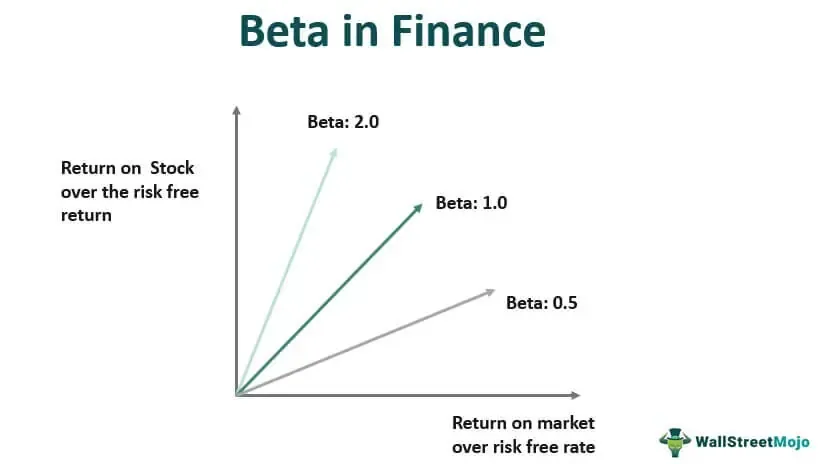 Beta in Finance
Beta: 2.0
Return on Stock
over the risk free
return
Beta: 1.0
Beta: 0.5
Return on market
over risk free rate
WallStreetMojo